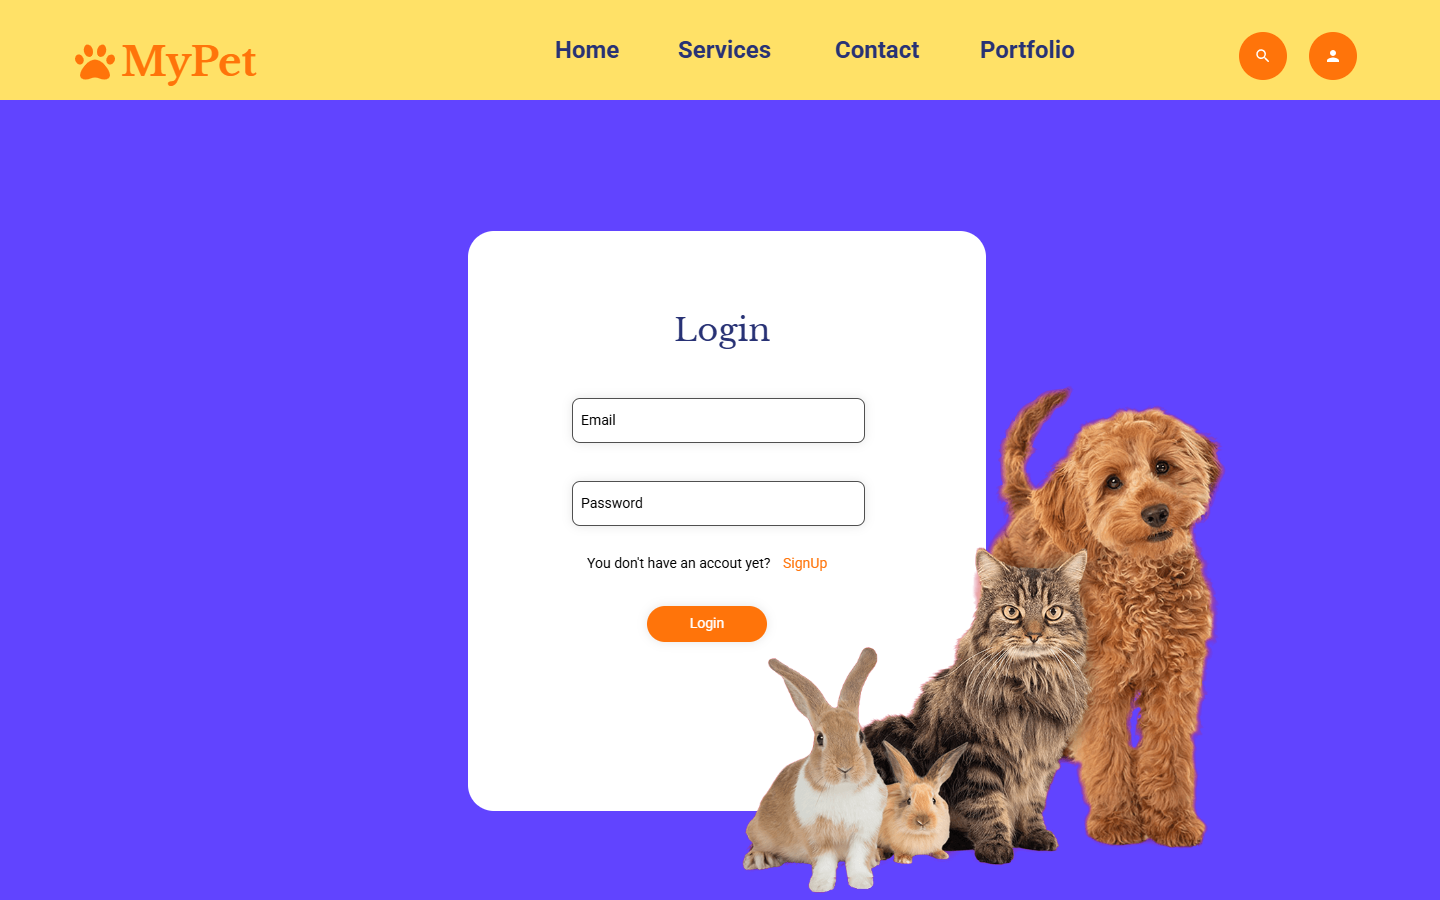 MyPet
Home Services Contact Portfolio
Login
Email
Password
You don't have an accout yet? SignUp
Login